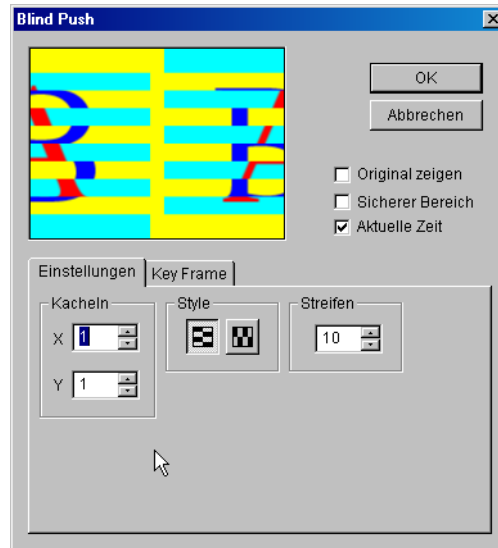 Blind Push
OK
Abbrechen
Original zeigen
Sicherer Bereich
Aktuelle Zeit
Einstellungen
Key Frame
Kacheln
X 1
Y 1
Style
Streifen
10